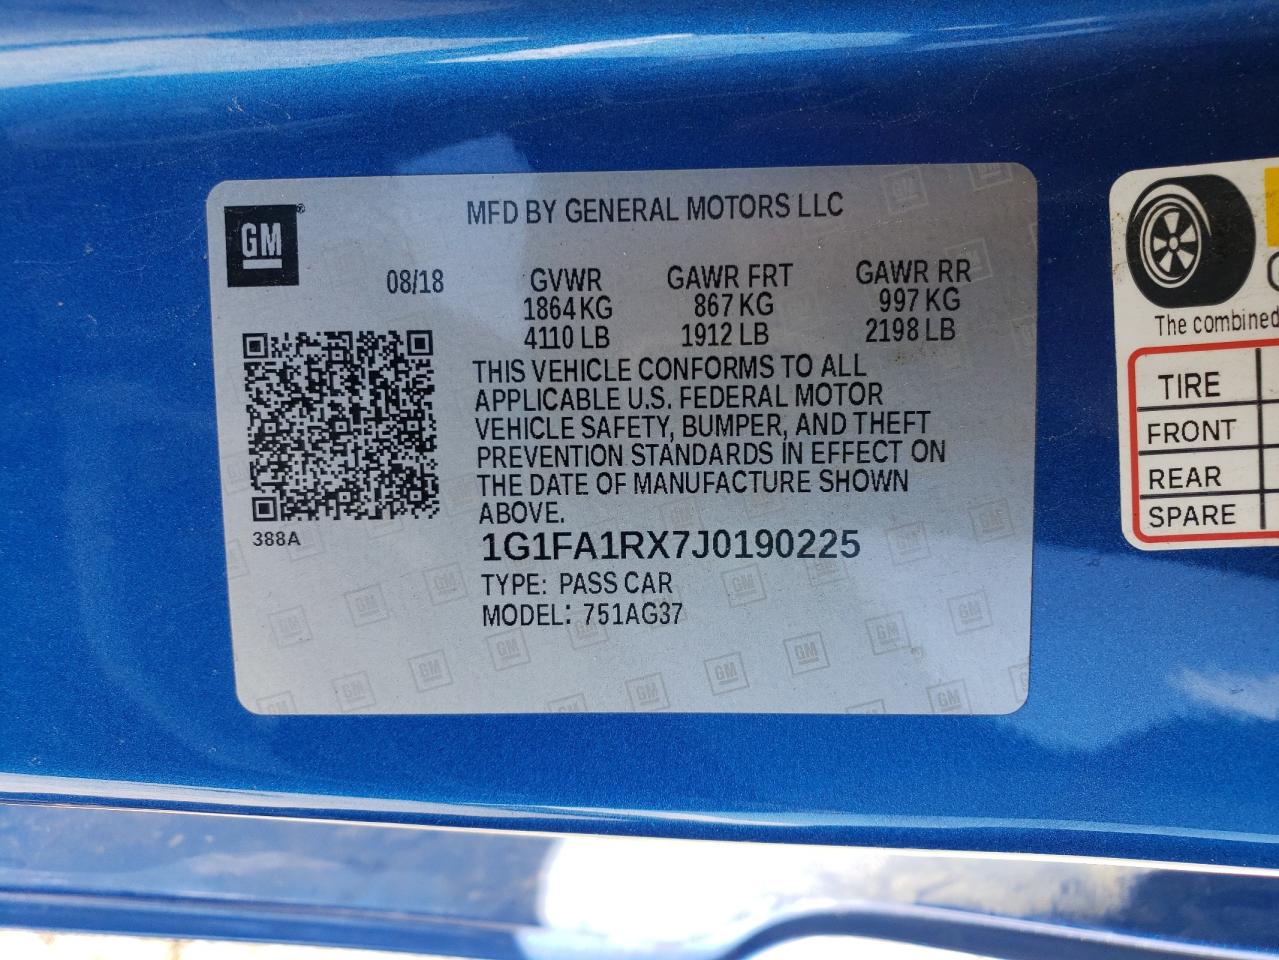 GM®
MFD BY GENERAL MOTORS LLC
08/18
GVWR GAWR FRT GAWR RR
1864 KG 867 KG 997 KG
4110 LB 1912 LB 2198 LB
THIS VEHICLE CONFORMS TO ALL
APPLICABLE U.S. FEDERAL MOTOR
VEHICLE SAFETY, BUMPER, AND THEFT
PREVENTION STANDARDS IN EFFECT ON
THE DATE OF MANUFACTURE SHOWN
ABOVE.
388A
1G1FA1RX7J0190225
TYPE: PASS CAR
MODEL: 751AG37
The combined
TIRE
FRONT
REAR
SPARE